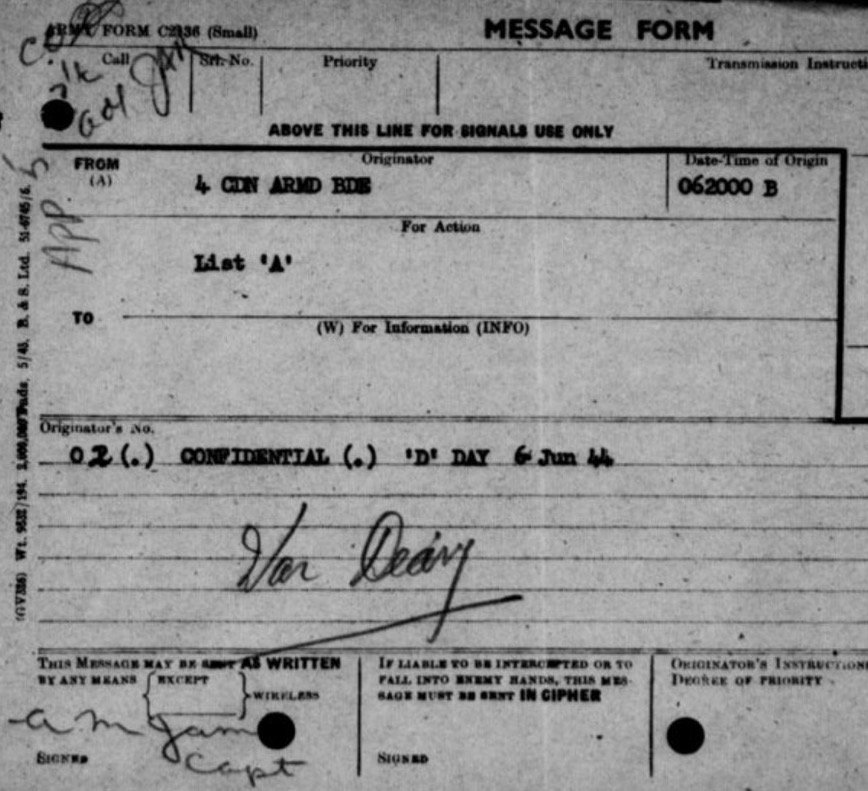 ARMY FORM C2136 (Small)
MESSAGE FORM
Call
Srl. No.
Priority
Transmission Instructi
ABOVE THIS LINE FOR SIGNALS USE ONLY
FROM
(A)
Originator
Date-Time of Origin
4 CDN ARMD BDE
062000 B
For Action
APP. 5
List 'A'
TO
(W) For Information (INFO)
Originator's No.
02(.) CONFIDENTIAL (.) 'D' DAY 6 Jun 44
War Diary
THIS MESSAGE MAY BE SENT AS WRITTEN
BY ANY MEANS EXCEPT WIRELESS
IF LIABLE TO BE INTERCEPTED OR TO
FALL INTO ENEMY HANDS, THIS MES-
SAGE MUST BE SENT IN CIPHER
ORIGINATOR'S INSTRUCTIONS
DEGREE OF PRIORITY
Capt
SIGNED
SIGNED